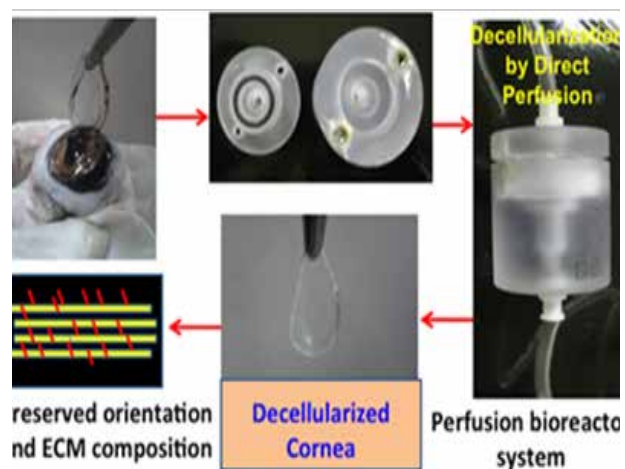 Decellularization
by Direct
Perfusion
reserved orientation
nd ECM composition
Decellularized
Cornea
Perfusion bioreacto
system